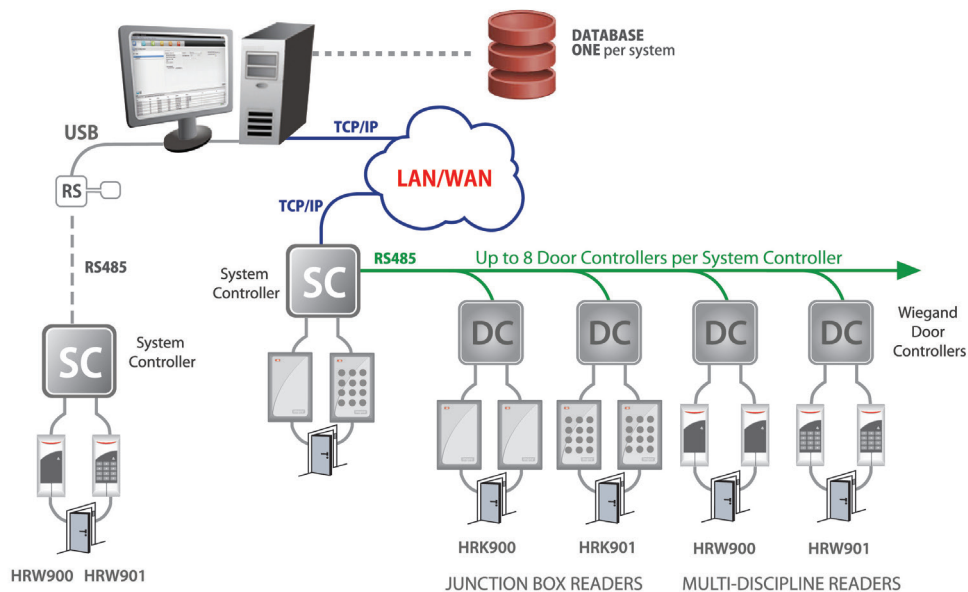 DATABASE
ONE per system
USB
TCP/IP
LAN/WAN
RS
TCP/IP
RS485
System
Controller
SC
RS485
Up to 8 Door Controllers per System Controller
SC
System
Controller
DC
DC
DC
DC
Wiegand
Door
Controllers
HRW900
HRW901
HRK900
HRK901
HRW900
HRW901
JUNCTION BOX READERS
MULTI-DISCIPLINE READERS